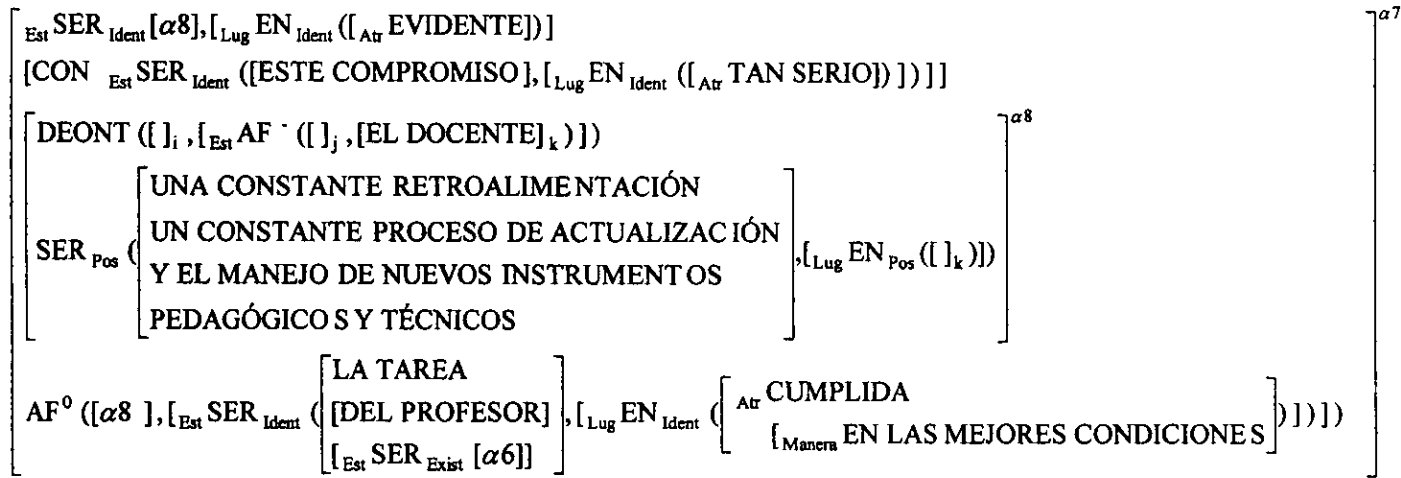 [ Est SER Ident [α8],[ Lug EN Ident ([ Atr EVIDENTE])] ] α7
[CON Est SER Ident ([ESTE COMPROMISO],[ Lug EN Ident ([ Atr TAN SERIO]) ])]]
[ DEONT ([ ] i ,[ Est AF - ([ ] j ,[EL DOCENTE] k )]) ] α8
UNA CONSTANTE RETROALIMENTACIÓN
UN CONSTANTE PROCESO DE ACTUALIZACIÓN
SER Pos ( ,[ Lug EN Pos ([ ] k )])
Y EL MANEJO DE NUEVOS INSTRUMENTOS
PEDAGÓGICOS Y TÉCNICOS
LA TAREA
AF 0 ([α8 ],[ Est SER Ident ( [DEL PROFESOR] ,[ Lug EN Ident ( Atr CUMPLIDA
[ Est SER Exist [α6]] [ Manera EN LAS MEJORES CONDICIONES ] )])])